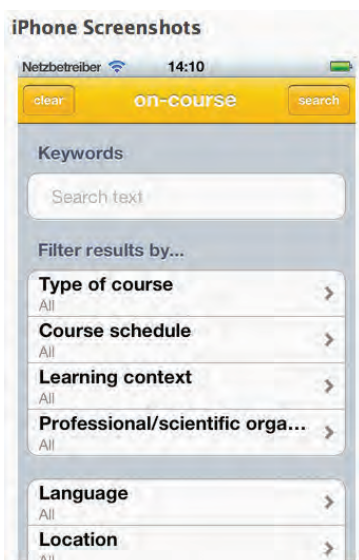 iPhone Screenshots
Netzbetreiber 14:10
clear on-course search
Keywords
Search text
Filter results by...
Type of course
All
Course schedule
All
Learning context
All
Professional/scientific orga...
All
Language
All
Location
All